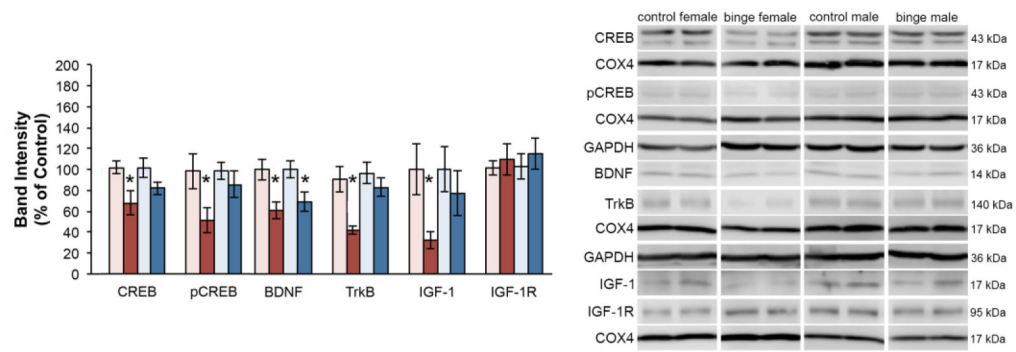 200
180
160
140
120
100
80
60
40
20
0
Band Intensity
(% of Control)
* * * * * * *
CREB pCREB BDNF TrkB IGF-1 IGF-1R
control female binge female control male binge male
CREB 43 kDa
COX4 17 kDa
pCREB 43 kDa
COX4 17 kDa
GAPDH 36 kDa
BDNF 14 kDa
TrkB 140 kDa
COX4 17 kDa
GAPDH 36 kDa
IGF-1 17 kDa
IGF-1R 95 kDa
COX4 17 kDa